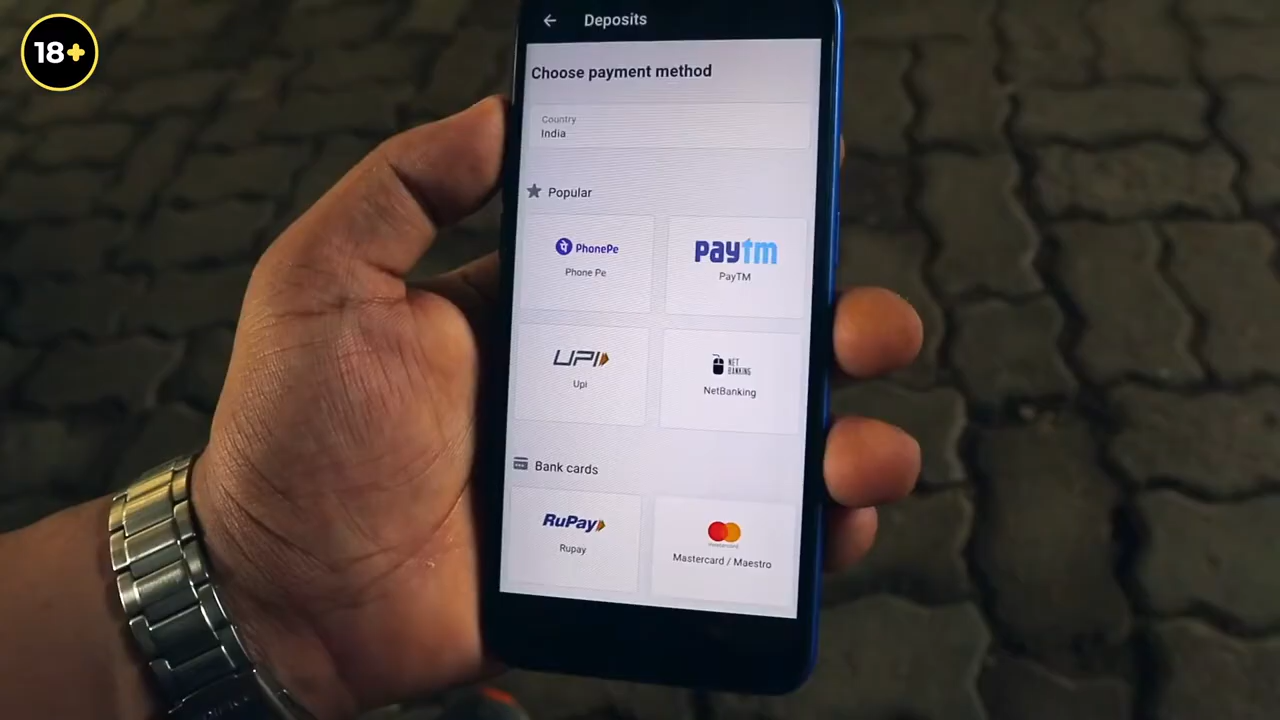 18+
Deposits
Choose payment method
Country
India
Popular
PhonePe
Phone Pe
paytm
PayTM
UPI
Upi
NET
BANKING
NetBanking
Bank cards
RuPay
Rupay
mastercard
Mastercard / Maestro